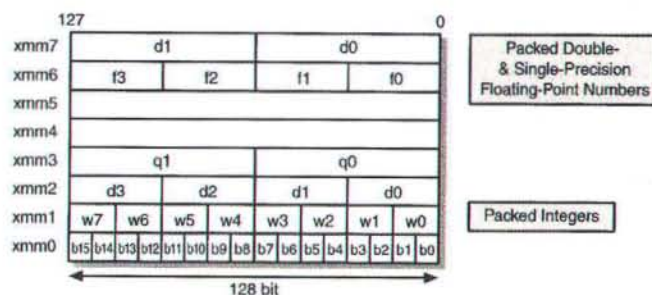 127 0
xmm7 d1 d0
xmm6 f3 f2 f1 f0
xmm5
xmm4
xmm3 q1 q0
xmm2 d3 d2 d1 d0
xmm1 w7 w6 w5 w4 w3 w2 w1 w0
xmm0 b15 b14 b13 b12 b11 b10 b9 b8 b7 b6 b5 b4 b3 b2 b1 b0
128 bit
Packed Double-
& Single-Precision
Floating-Point Numbers
Packed Integers